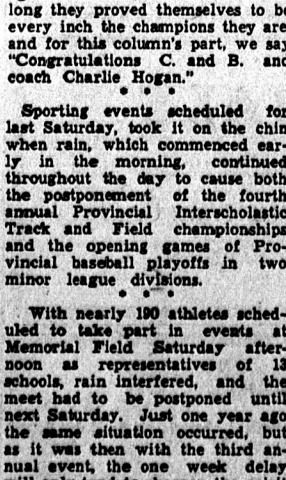 long they proved themselves to be
every inch the champions they are
and for this column's part, we say
"Congratulations C. and B. and
coach Charlie Hogan."
* * *
Sporting events scheduled for
last Saturday, took it on the chin
when rain, which commenced ear-
ly in the morning, continued
throughout the day to cause both
the postponement of the fourth
annual Provincial Interscholastic
Track and Field championships
and the opening games of Pro-
vincial baseball playoffs in two
minor league divisions.
* * *
With nearly 190 athletes sched-
uled to take part in events at
Memorial Field Saturday after-
noon as representatives of 13
schools, rain interfered, and the
meet had to be postponed until
next Saturday. Just one year ago
the same situation occurred, but
as it was then with the third an-
nual event, the one week delay